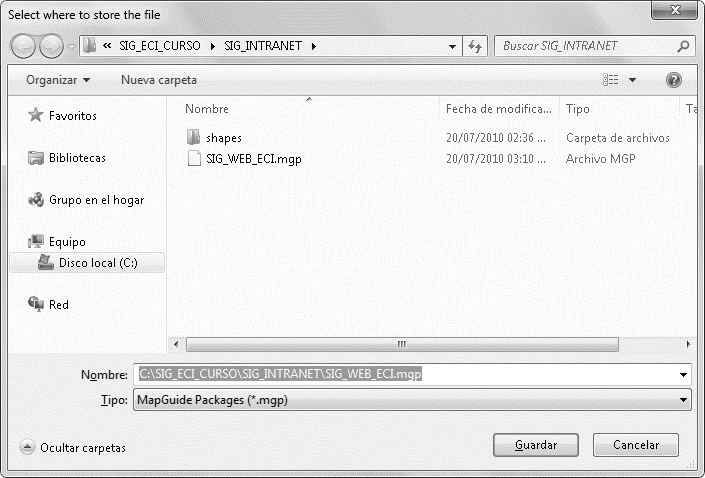 Select where to store the file
« SIG_ECI_CURSO ▸ SIG_INTRANET ▸
Buscar SIG_INTRANET
Organizar Nueva carpeta
Nombre Fecha de modifica... Tipo Ta
Favoritos
Bibliotecas
Grupo en el hogar
Equipo
Disco local (C:)
Red
shapes 20/07/2010 02:36 ... Carpeta de archivos
SIG_WEB_ECI.mgp 20/07/2010 03:10 ... Archivo MGP
Nombre: C:\SIG_ECI_CURSO\SIG_INTRANET\SIG_WEB_ECI.mgp
Tipo: MapGuide Packages (*.mgp)
Ocultar carpetas Guardar Cancelar